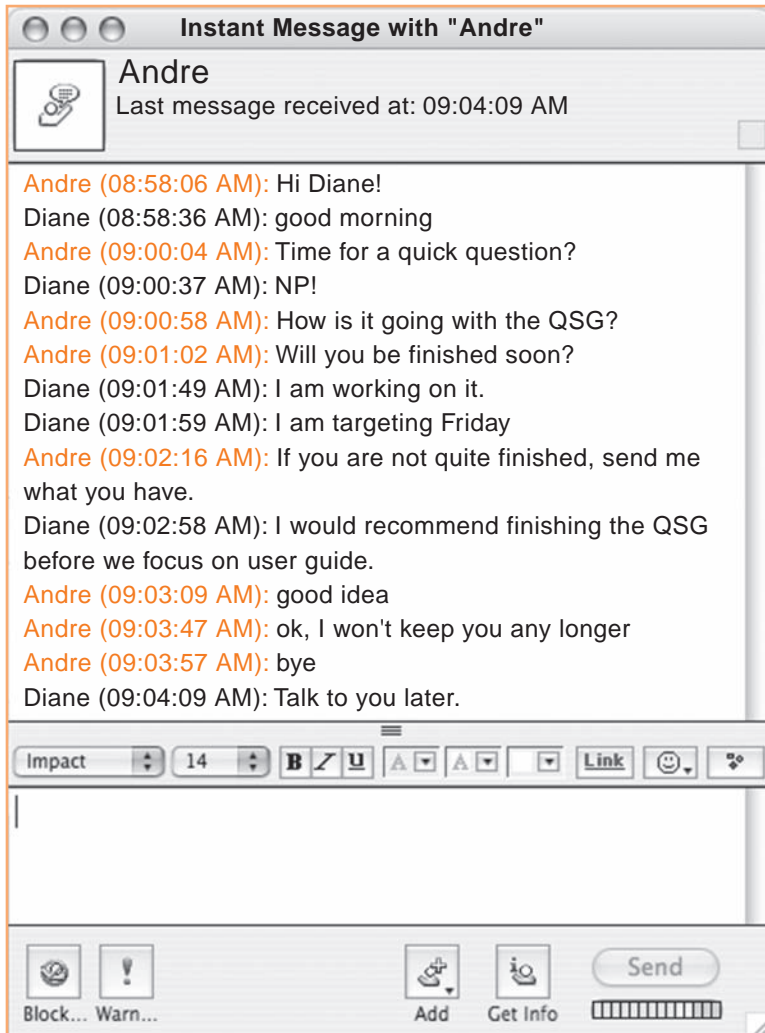 Instant Message with "Andre"
Andre
Last message received at: 09:04:09 AM
Andre (08:58:06 AM): Hi Diane!
Diane (08:58:36 AM): good morning
Andre (09:00:04 AM): Time for a quick question?
Diane (09:00:37 AM): NP!
Andre (09:00:58 AM): How is it going with the QSG?
Andre (09:01:02 AM): Will you be finished soon?
Diane (09:01:49 AM): I am working on it.
Diane (09:01:59 AM): I am targeting Friday
Andre (09:02:16 AM): If you are not quite finished, send me
what you have.
Diane (09:02:58 AM): I would recommend finishing the QSG
before we focus on user guide.
Andre (09:03:09 AM): good idea
Andre (09:03:47 AM): ok, I won't keep you any longer
Andre (09:03:57 AM): bye
Diane (09:04:09 AM): Talk to you later.
Impact 14 B I U A A Link
Block... Warn... Add Get Info Send